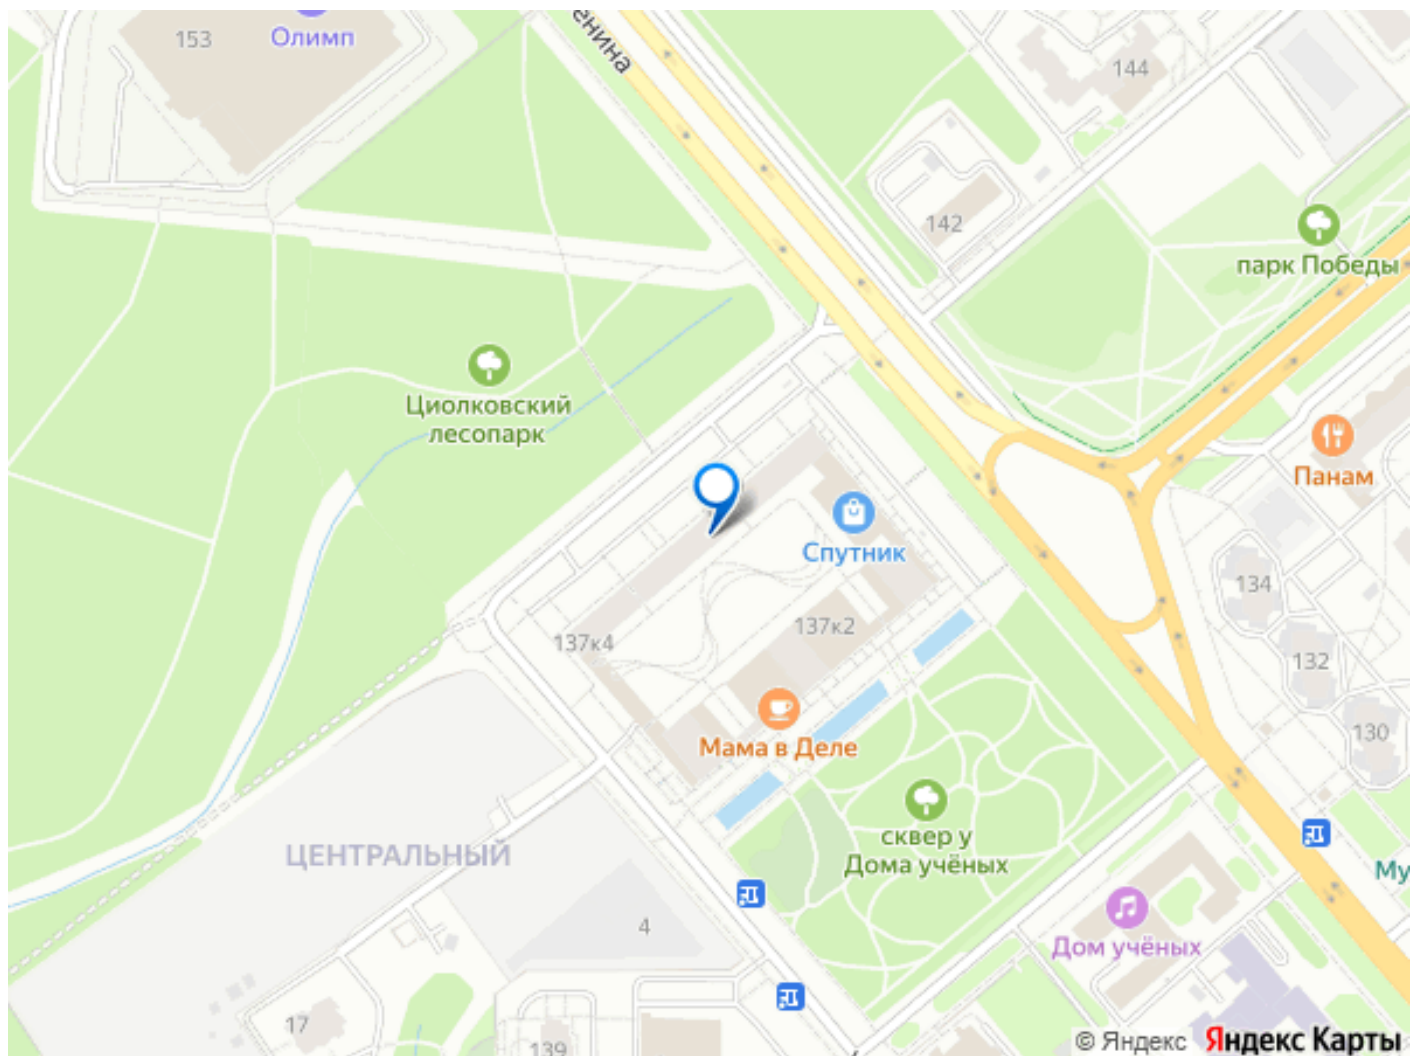 153
Олимп
енина
144
142
парк Победы
Циолковский
лесопарк
Панам
Спутник
134
137к2
137к4
132
130
Мама в Деле
сквер у
Дома учёных
ЦЕНТРАЛЬНЫЙ
Му
4
Дом учёных
17
139
© Яндекс Яндекс Карты